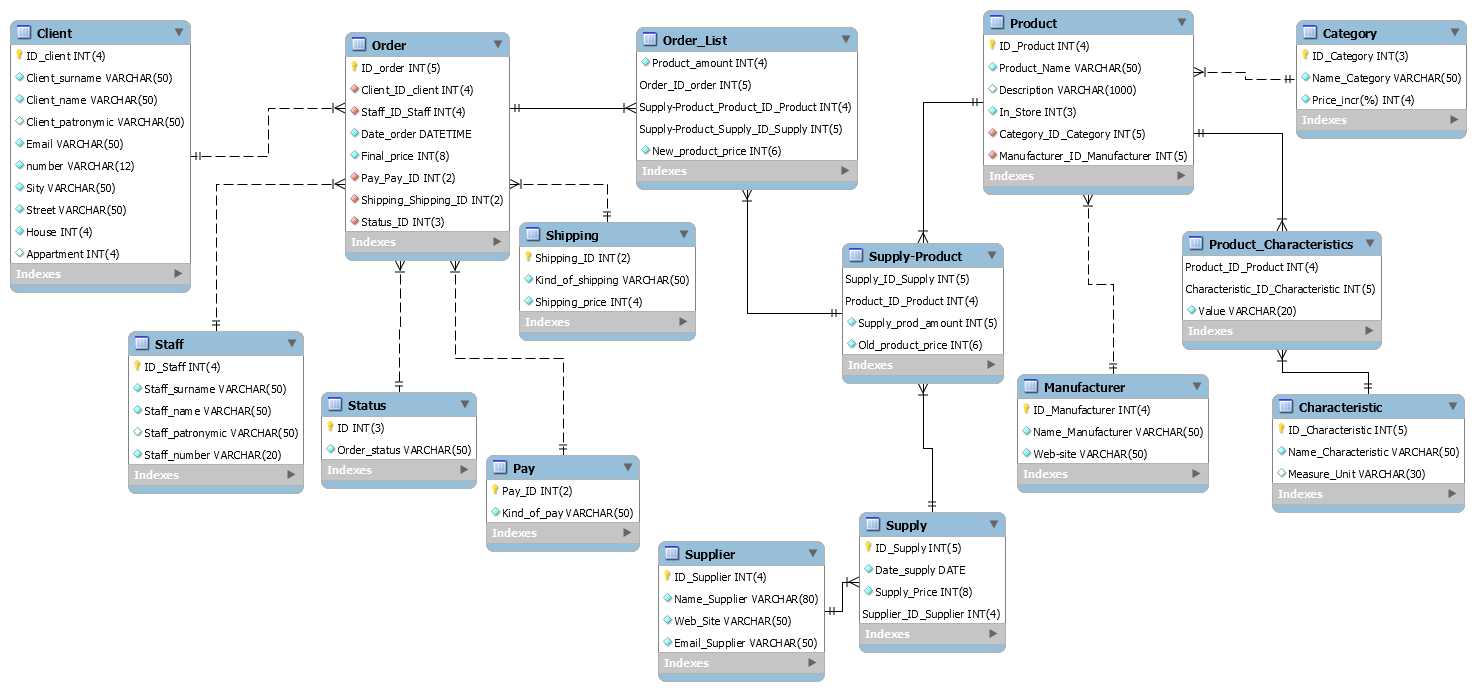 Client
ID_client INT(4)
Client_surname VARCHAR(50)
Client_name VARCHAR(50)
Client_patronymic VARCHAR(50)
Email VARCHAR(50)
number VARCHAR(12)
Sity VARCHAR(50)
Street VARCHAR(50)
House INT(4)
Appartment INT(4)
Indexes
Order
ID_order INT(5)
Client_ID_client INT(4)
Staff_ID_Staff INT(4)
Date_order DATETIME
Final_price INT(8)
Pay_Pay_ID INT(2)
Shipping_Shipping_ID INT(2)
Status_ID INT(3)
Indexes
Order_List
Product_amount INT(4)
Order_ID_order INT(5)
Supply-Product_Product_ID_Product INT(4)
Supply-Product_Supply_ID_Supply INT(5)
New_product_price INT(6)
Indexes
Product
ID_Product INT(4)
Product_Name VARCHAR(50)
Description VARCHAR(1000)
In_Store INT(3)
Category_ID_Category INT(5)
Manufacturer_ID_Manufacturer INT(5)
Indexes
Category
ID_Category INT(3)
Name_Category VARCHAR(50)
Price_incr(%) INT(4)
Indexes
Shipping
Shipping_ID INT(2)
Kind_of_shipping VARCHAR(50)
Shipping_price INT(4)
Indexes
Supply-Product
Supply_ID_Supply INT(5)
Product_ID_Product INT(4)
Supply_prod_amount INT(5)
Old_product_price INT(6)
Indexes
Product_Characteristics
Product_ID_Product INT(4)
Characteristic_ID_Characteristic INT(5)
Value VARCHAR(20)
Indexes
Staff
ID_Staff INT(4)
Staff_surname VARCHAR(50)
Staff_name VARCHAR(50)
Staff_patronymic VARCHAR(50)
Staff_number VARCHAR(20)
Indexes
Status
ID INT(3)
Order_status VARCHAR(50)
Indexes
Pay
Pay_ID INT(2)
Kind_of_pay VARCHAR(50)
Indexes
Manufacturer
ID_Manufacturer INT(4)
Name_Manufacturer VARCHAR(50)
Web-site VARCHAR(50)
Indexes
Characteristic
ID_Characteristic INT(5)
Name_Characteristic VARCHAR(50)
Measure_Unit VARCHAR(30)
Indexes
Supplier
ID_Supplier INT(4)
Name_Supplier VARCHAR(80)
Web_Site VARCHAR(50)
Email_Supplier VARCHAR(50)
Indexes
Supply
ID_Supply INT(5)
Date_supply DATE
Supply_Price INT(8)
Supplier_ID_Supplier INT(4)
Indexes